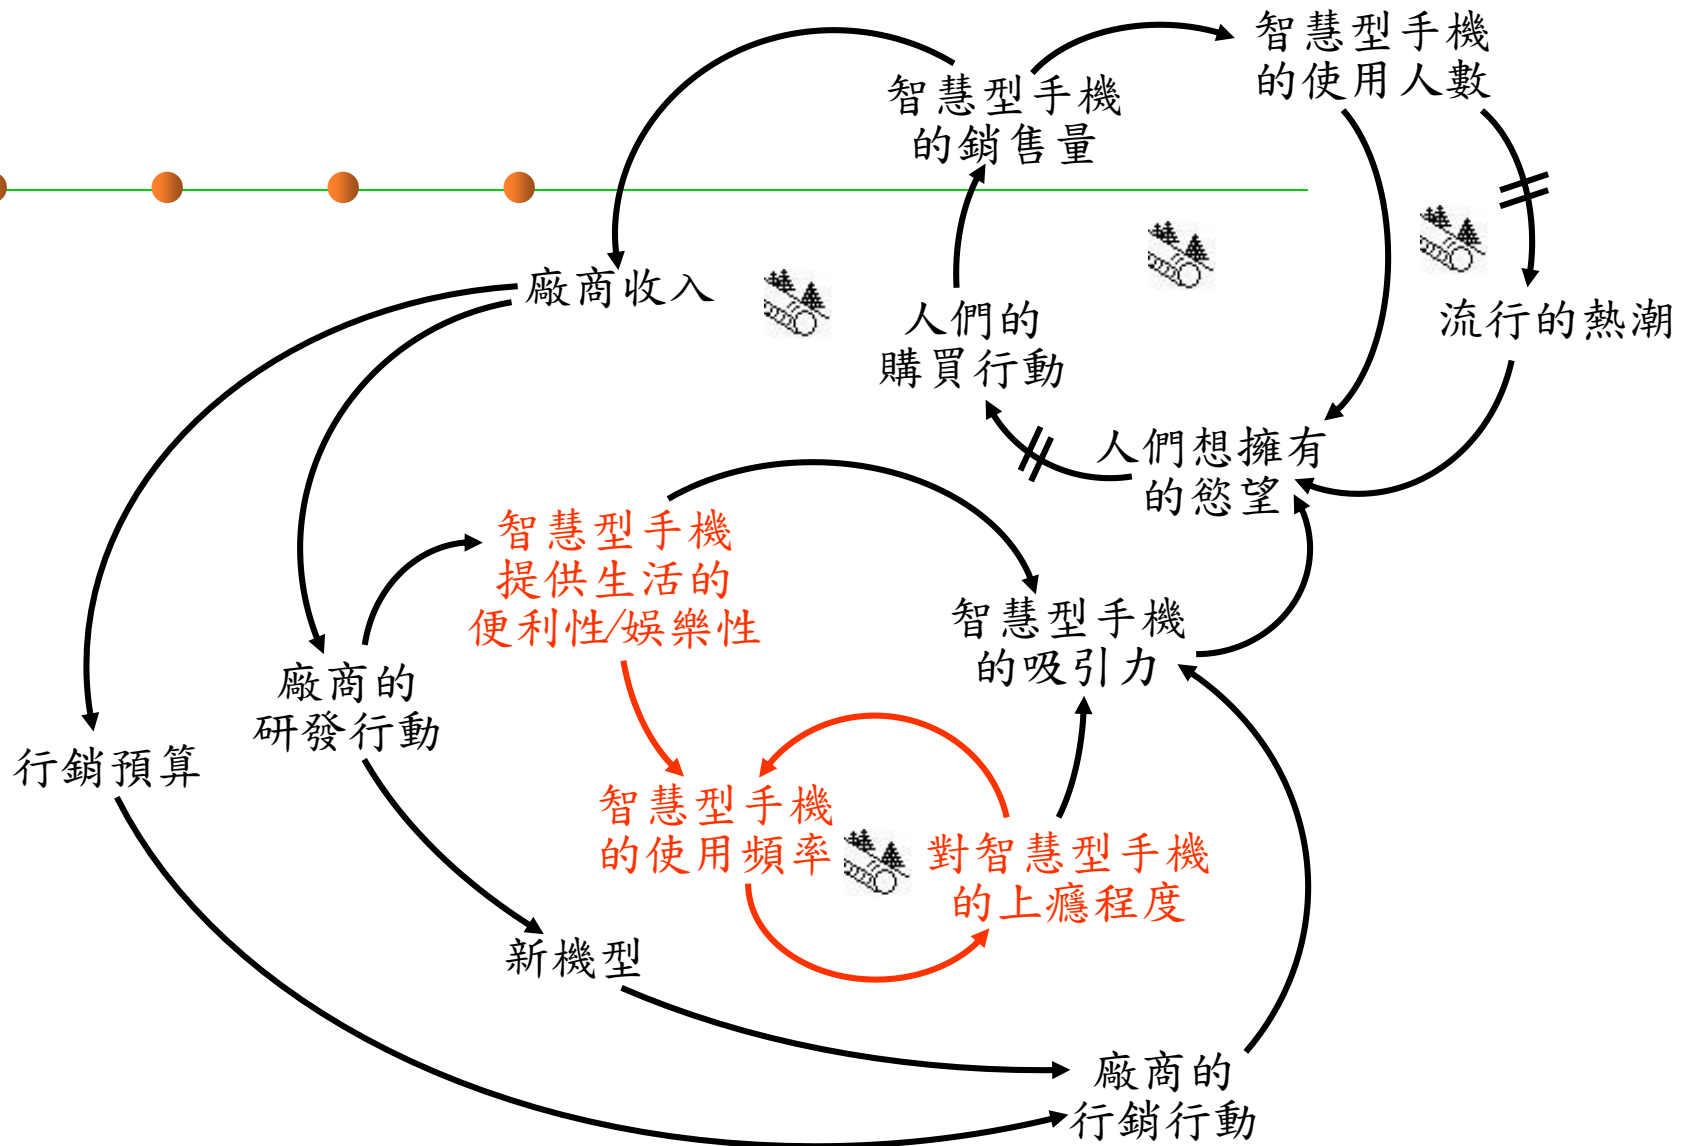 智慧型手機
的使用人數
智慧型手機
的銷售量
廠商收入
人們的
購買行動
流行的熱潮
人們想擁有
的慾望
智慧型手機
提供生活的
便利性/娛樂性
智慧型手機
的吸引力
廠商的
研發行動
行銷預算
智慧型手機
的使用頻率
對智慧型手機
的上癮程度
新機型
廠商的
行銷行動